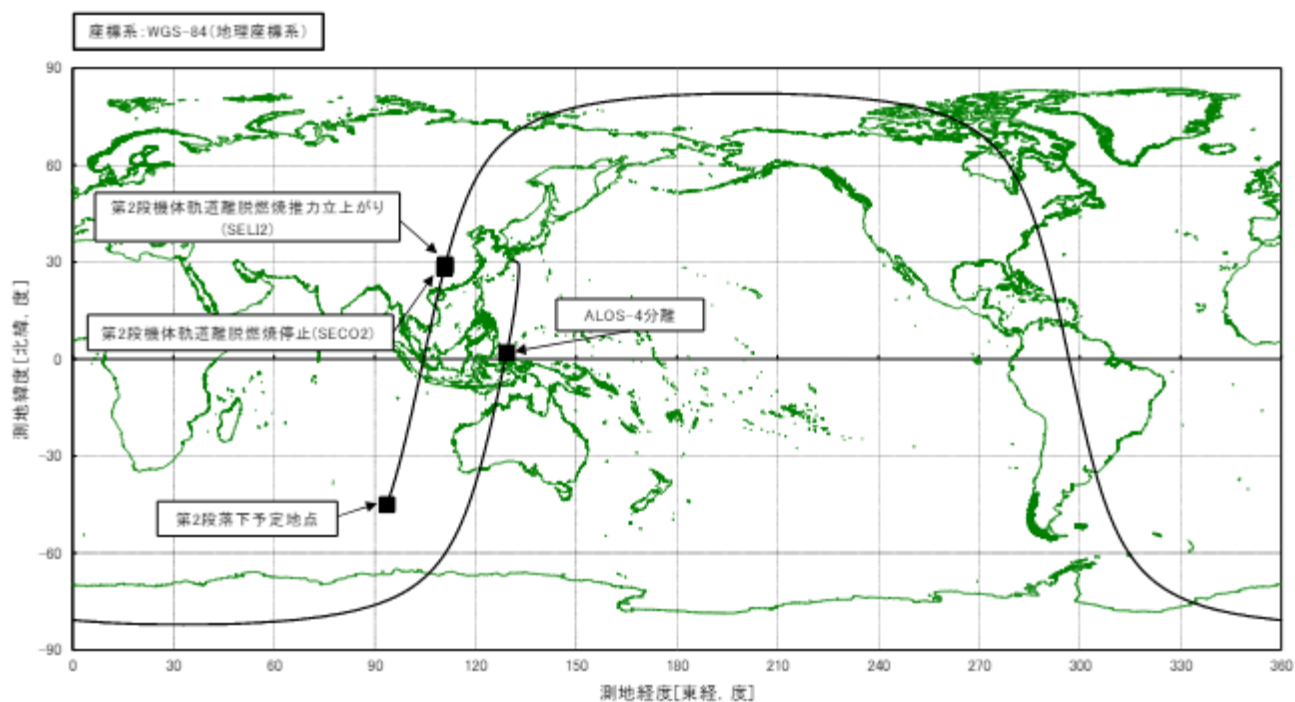 座標系:WGS-84(地理座標系)
90
60
30
0
-30
-60
-90
測地緯度[北緯, 度]
第2段機体軌道離脱燃焼推力立上がり
(SELI2)
第2段機体軌道離脱燃焼停止(SECO2)
ALOS-4分離
第2段落下予定地点
0
30
60
90
120
150
180
210
240
270
300
330
360
測地経度[東経, 度]